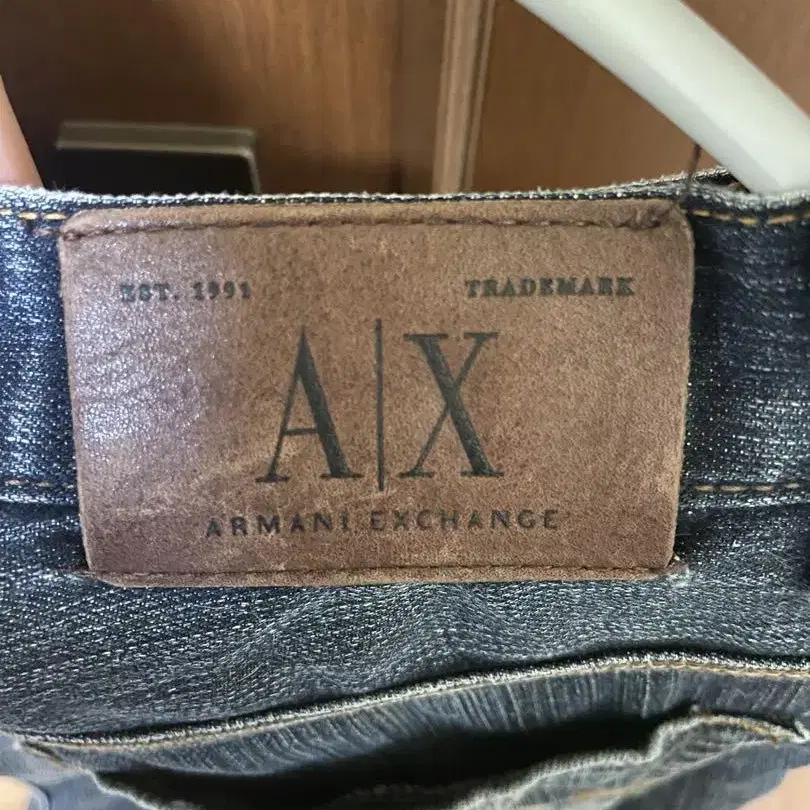 EST. 1991 TRADEMARK
A|X
ARMANI EXCHANGE